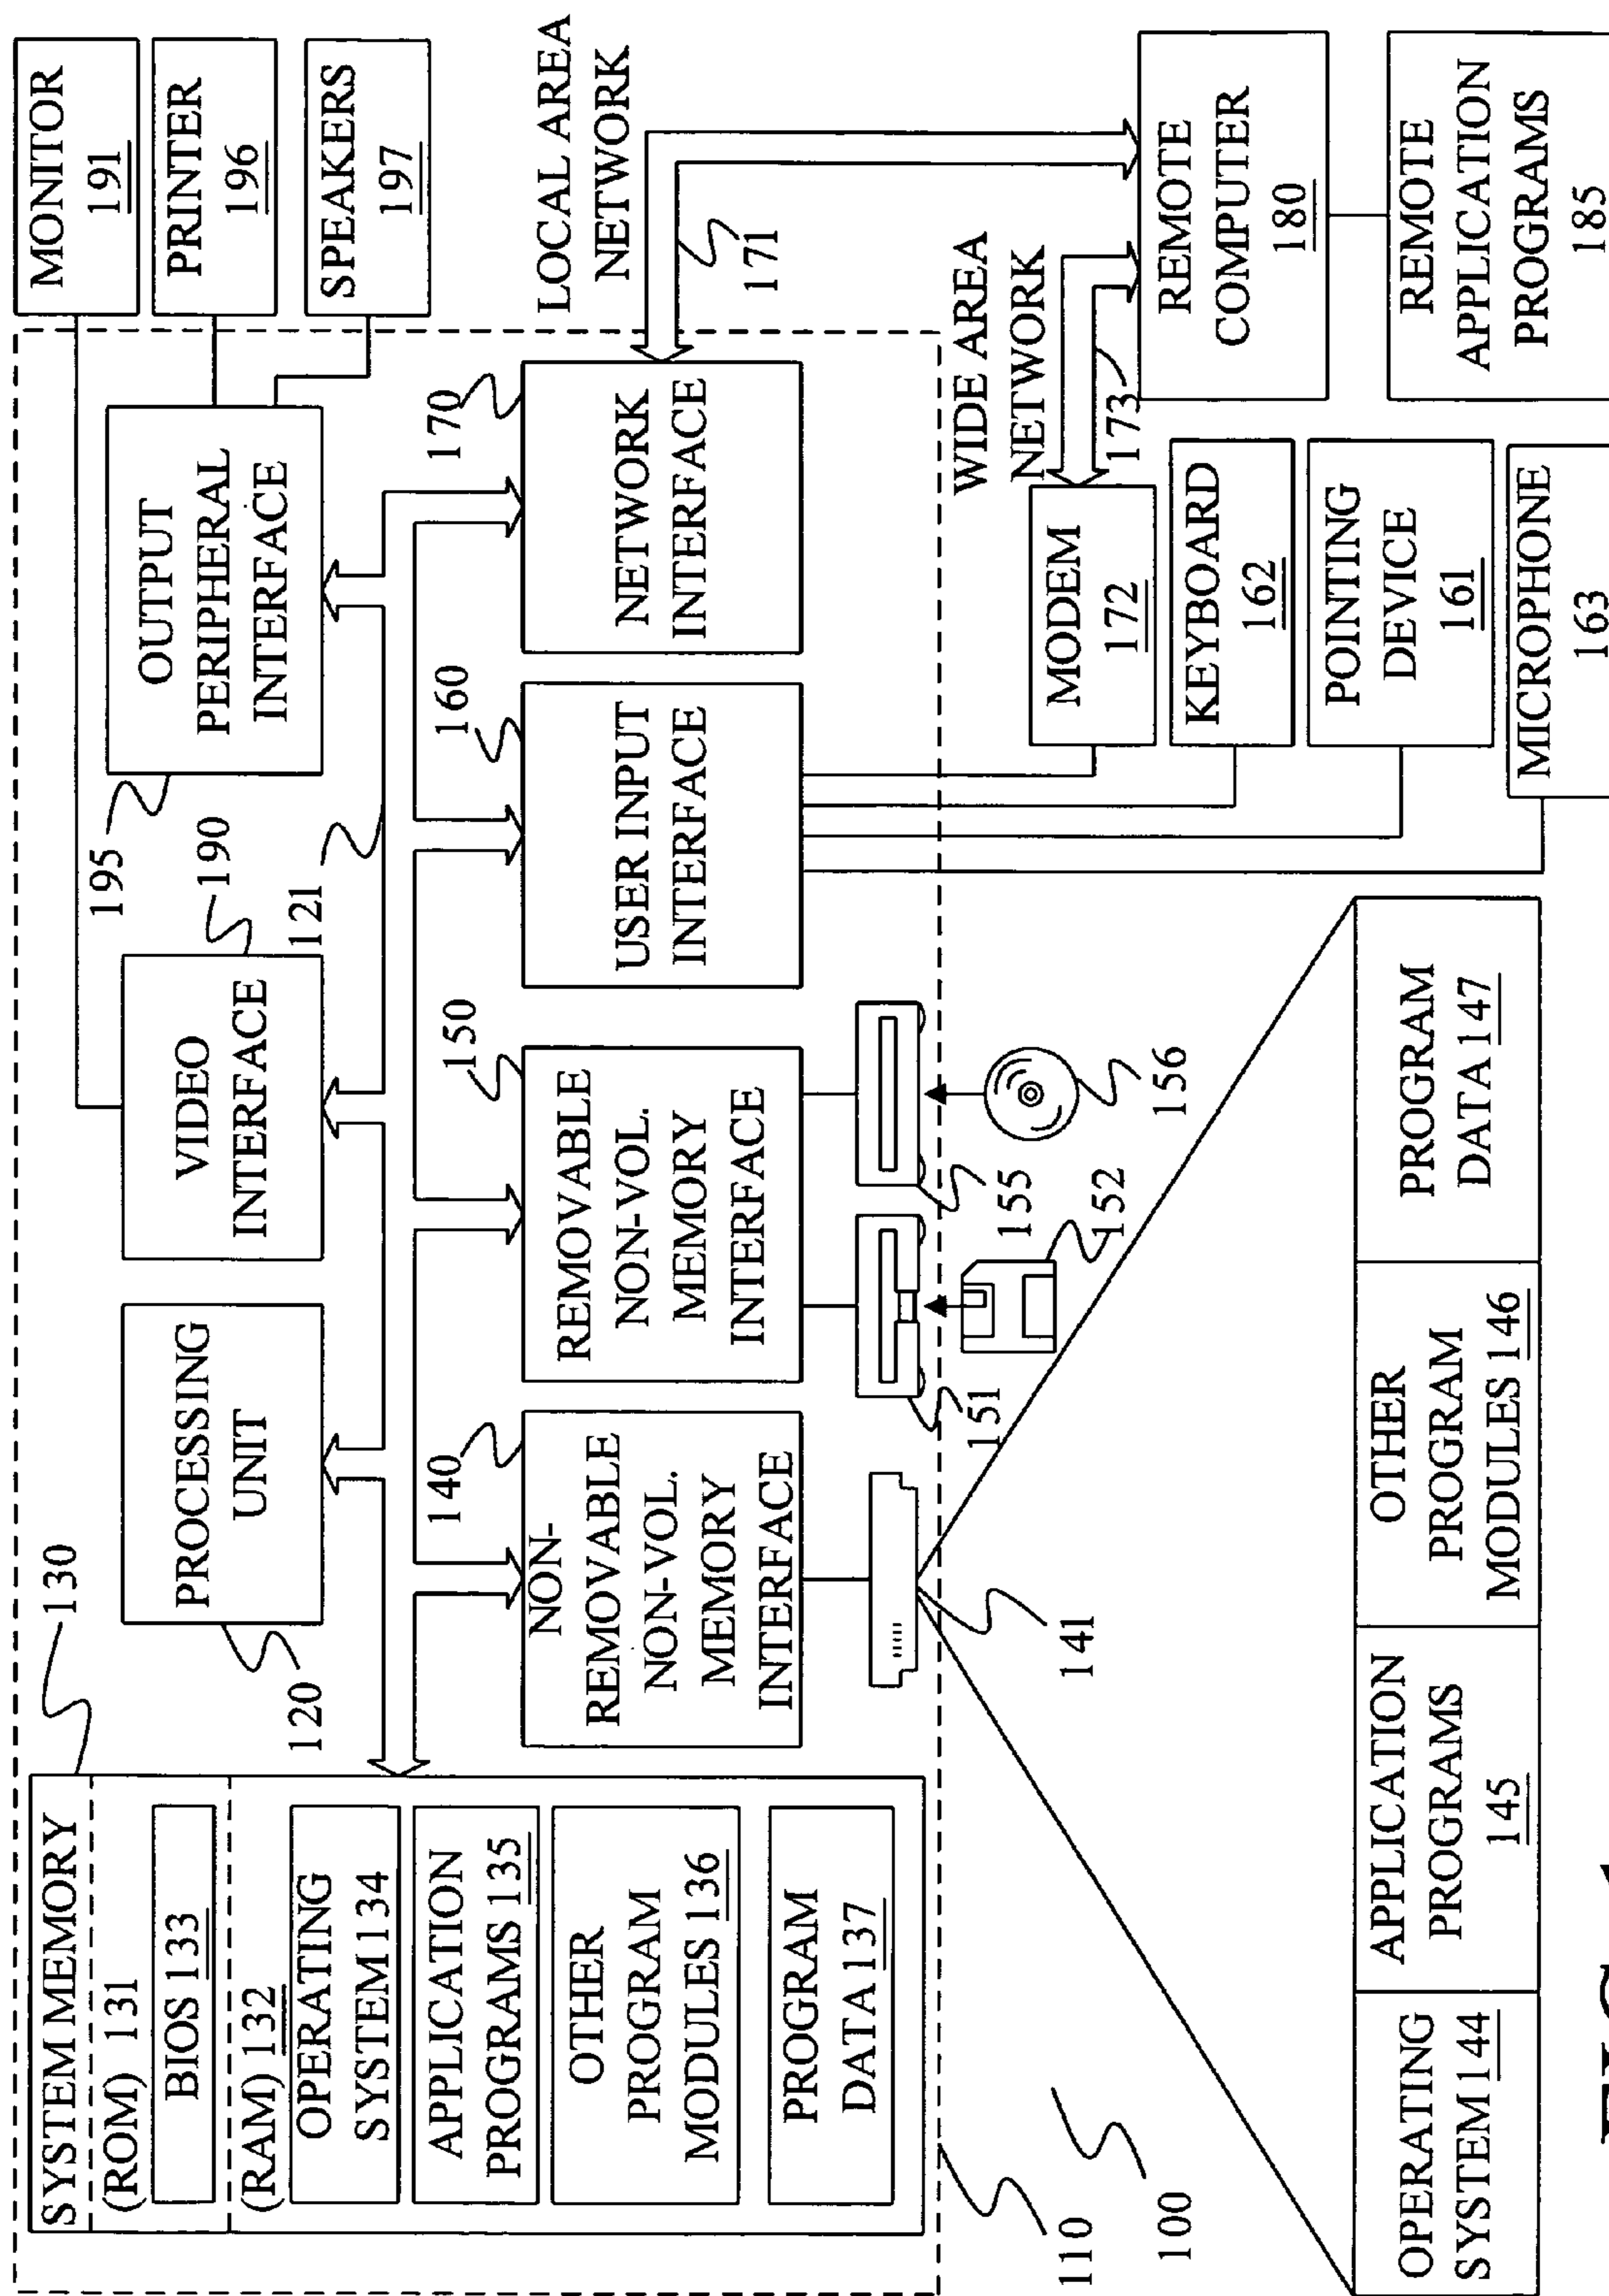 SYSTEM MEMORY
(ROM) 131
BIOS 133
(RAM) 132
OPERATING
SYSTEM 134
APPLICATION
PROGRAMS 135
OTHER
PROGRAM
MODULES 136
PROGRAM
DATA 137
130
PROCESSING
UNIT
120
VIDEO
INTERFACE
190
121
OUTPUT
PERIPHERAL
INTERFACE
195
MONITOR
191
PRINTER
196
SPEAKERS
197
NON-
REMOVABLE
NON-VOL.
MEMORY
INTERFACE
140
REMOVABLE
NON-VOL.
MEMORY
INTERFACE
150
USER INPUT
INTERFACE
160
NETWORK
INTERFACE
170
LOCAL AREA
NETWORK
171
141
151
152
155
156
WIDE AREA
NETWORK
173
MODEM
172
KEYBOARD
162
POINTING
DEVICE
161
MICROPHONE
163
REMOTE
COMPUTER
180
REMOTE
APPLICATION
PROGRAMS
185
110
100
OPERATING
SYSTEM 144
APPLICATION
PROGRAMS
145
OTHER
PROGRAM
MODULES 146
PROGRAM
DATA 147